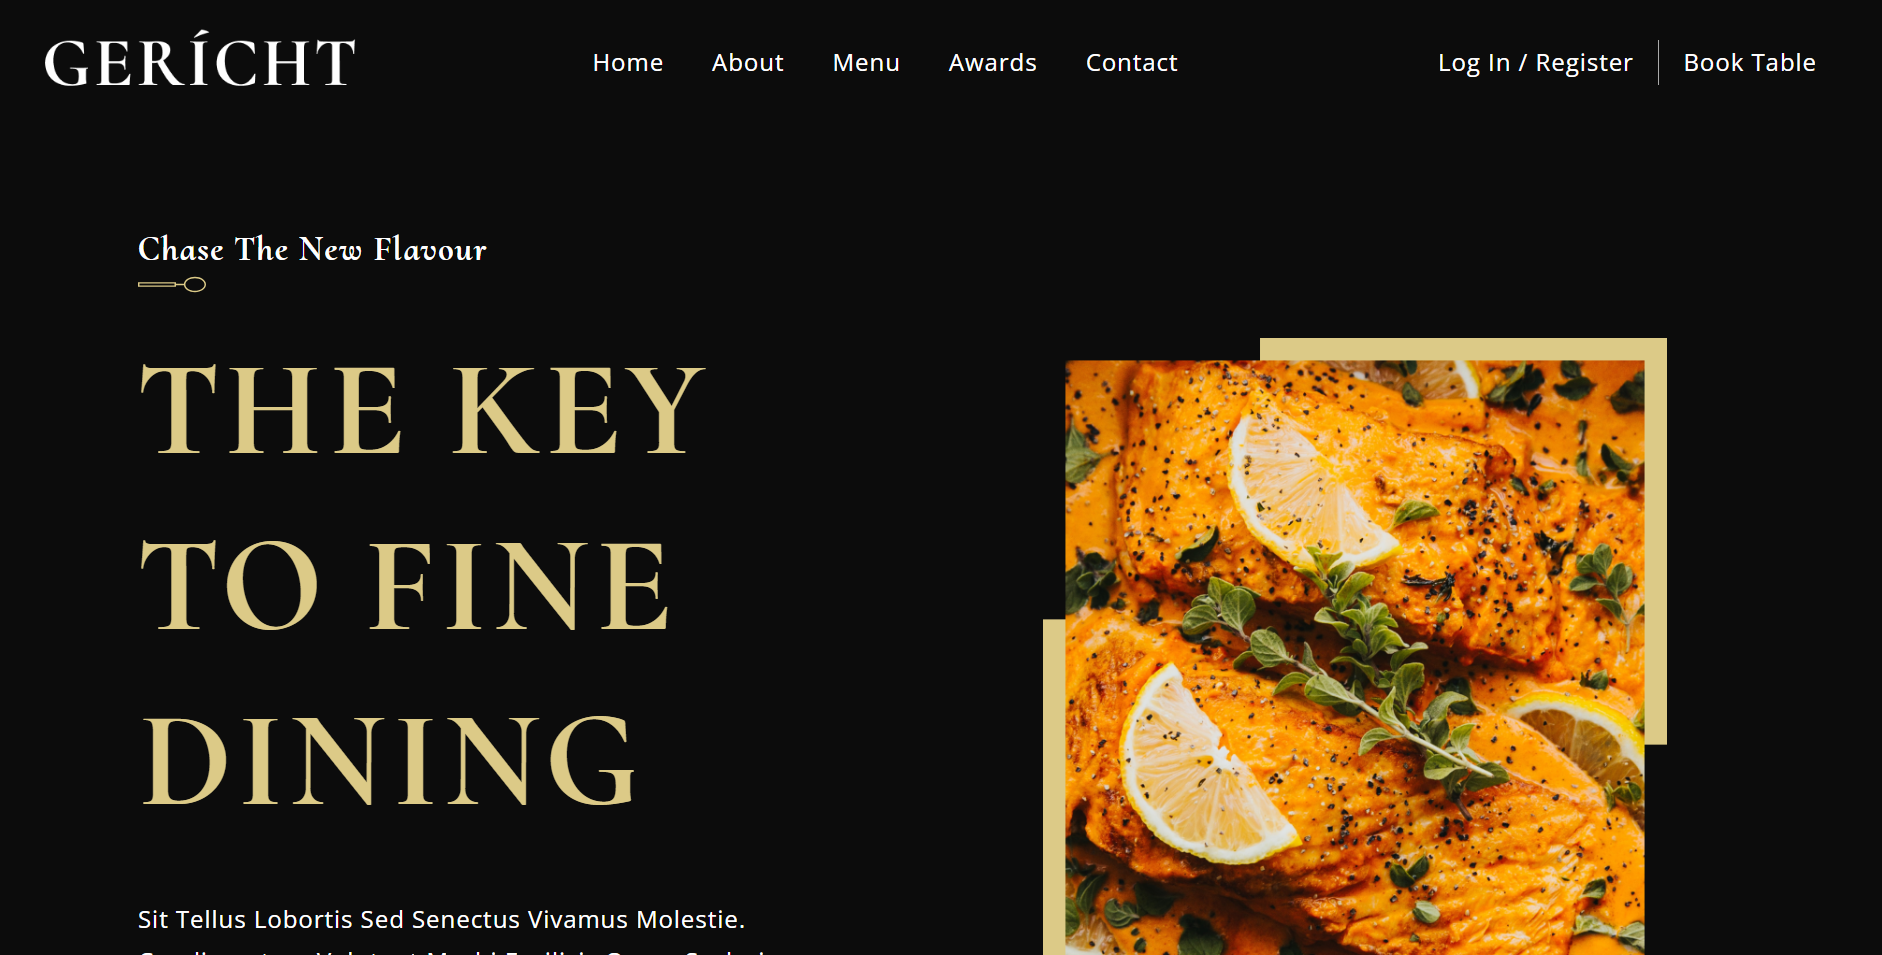 GERÍCHT
Home About Menu Awards Contact
Log In / Register Book Table
Chase The New Flavour
THE KEY
TO FINE
DINING
Sit Tellus Lobortis Sed Senectus Vivamus Molestie.